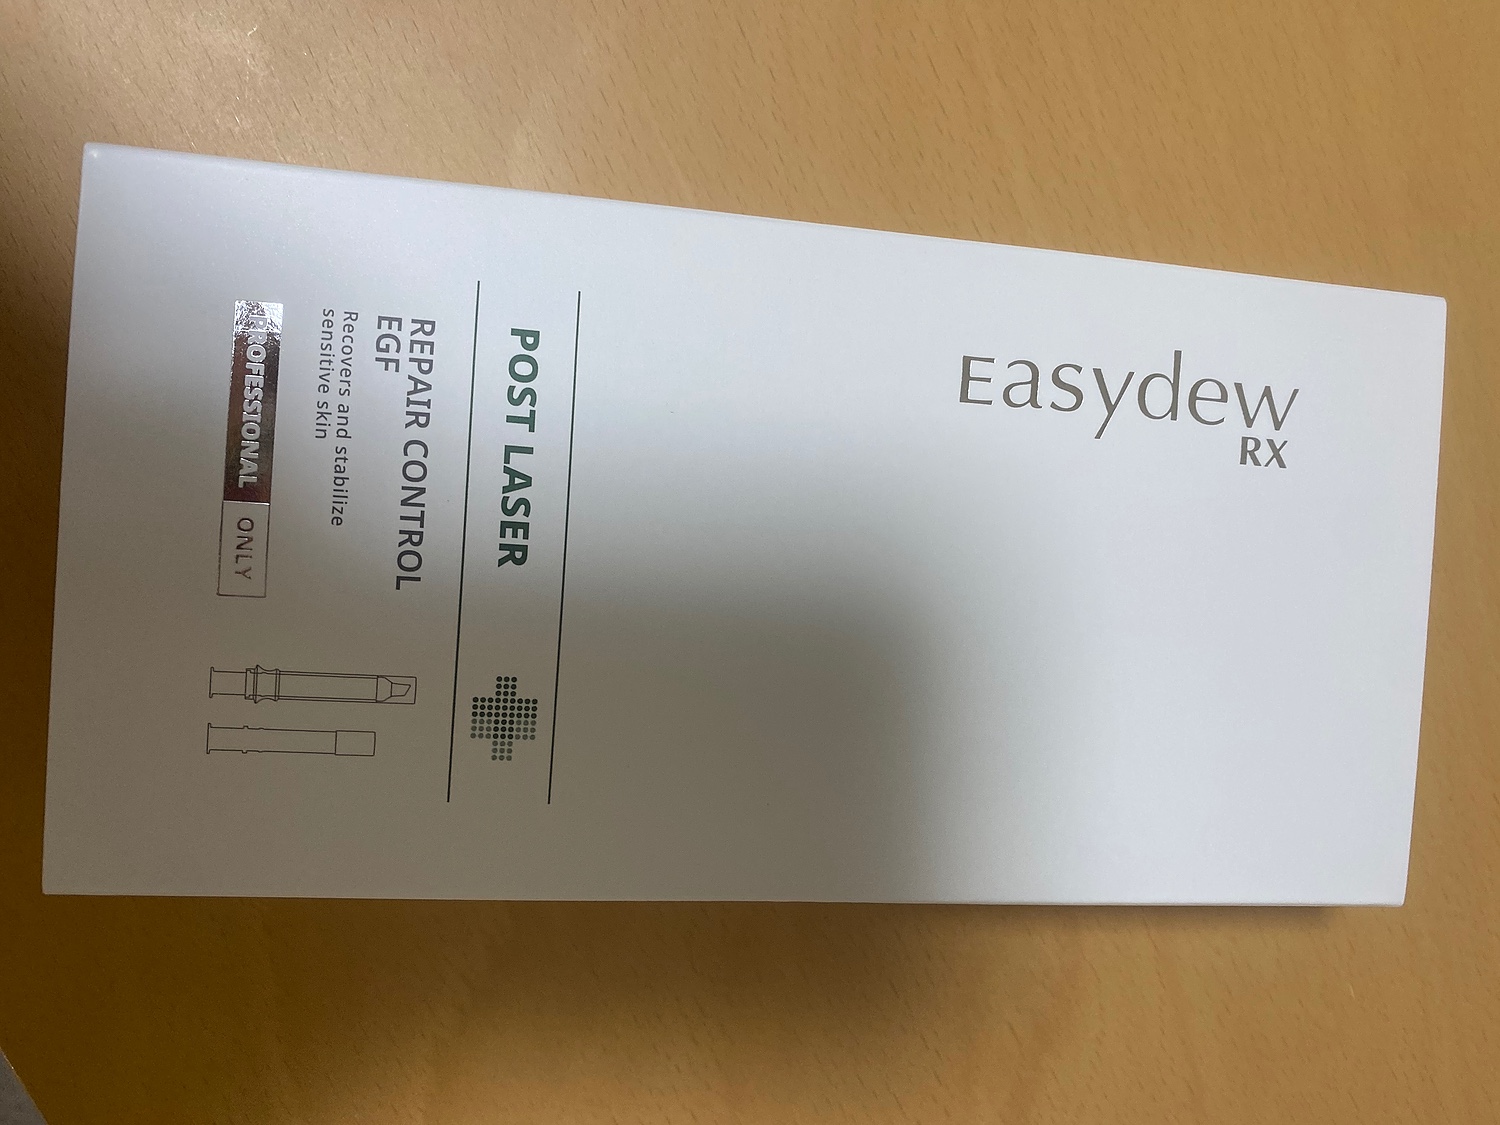 Easydew
RX
POST LASER
REPAIR CONTROL
EGF
Recovers and stabilize
sensitive skin
PROFESSIONAL ONLY